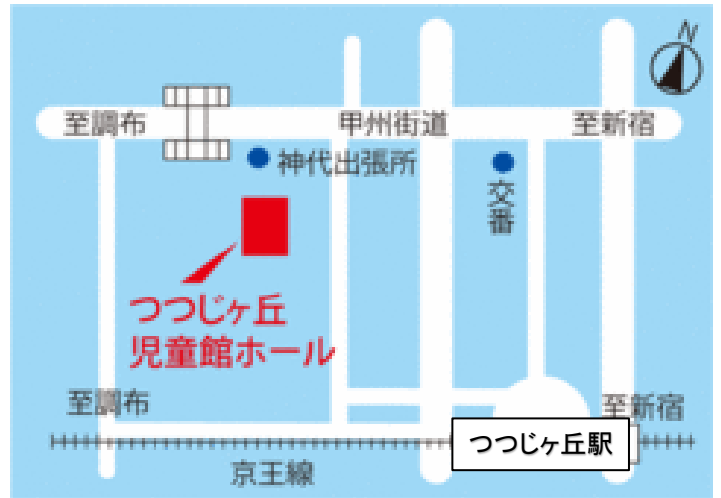 N
至調布
甲州街道
至新宿
神代出張所
交番
つつじヶ丘
児童館ホール
至調布
至新宿
つつじヶ丘駅
京王線